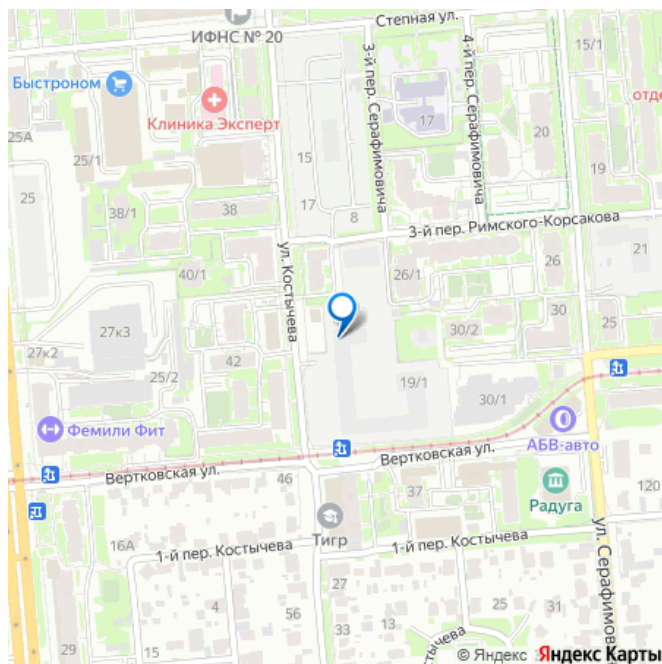 Степная ул.
ИФНС № 20
15/1
Быстроном
3-й пер. Серафимовича
4-й пер. Серафимовича
Клиника Эксперт
отде
17
20
25А
25/1
15
19
25
38/1
38
17
8
3-й пер. Римского-Корсакова
21
ул. Костычева
40/1
26/1
26
27к3
30/2
30
25
27к2
42
25/2
19/1
30/1
Фемили Фит
АБВ-авто
Вертковская ул.
46
Вертковская ул.
37
Радуга
120
Тигр
16А
1-й пер. Костычева
1-й пер. Костычева
ул. Серафимо
27
4
56
25
31
33
13
29
15
© Яндекс
Яндекс Карты